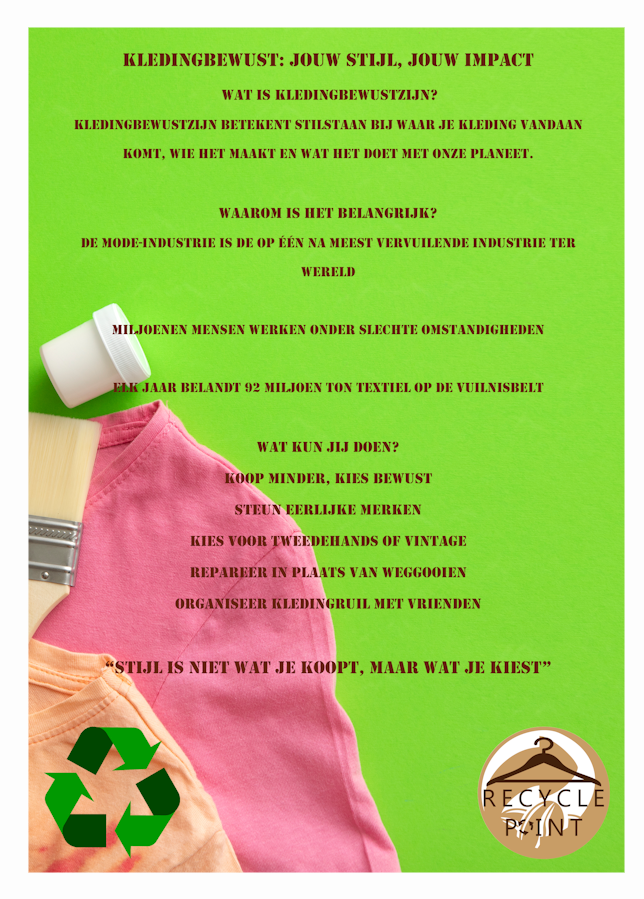 KLEDINGBEWUST: JOUW STIJL, JOUW IMPACT
WAT IS KLEDINGBEWUSTZIJN?
KLEDINGBEWUSTZIJN BETEKENT STILSTAAN BIJ WAAR JE KLEDING VANDAAN
KOMT, WIE HET MAAKT EN WAT HET DOET MET ONZE PLANEET.
WAAROM IS HET BELANGRIJK?
DE MODE-INDUSTRIE IS DE OP ÉÉN NA MEEST VERVUILENDE INDUSTRIE TER
WERELD
MILJOENEN MENSEN WERKEN ONDER SLECHTE OMSTANDIGHEDEN
ELK JAAR BELANDT 92 MILJOEN TON TEXTIEL OP DE VUILNISBELT
WAT KUN JIJ DOEN?
KOOP MINDER, KIES BEWUST
STEUN EERLIJKE MERKEN
KIES VOOR TWEEDEHANDS OF VINTAGE
REPAREER IN PLAATS VAN WEGGOOIEN
ORGANISEER KLEDINGRUIL MET VRIENDEN
“STIJL IS NIET WAT JE KOOPT, MAAR WAT JE KIEST”
RECYCLE
POINT